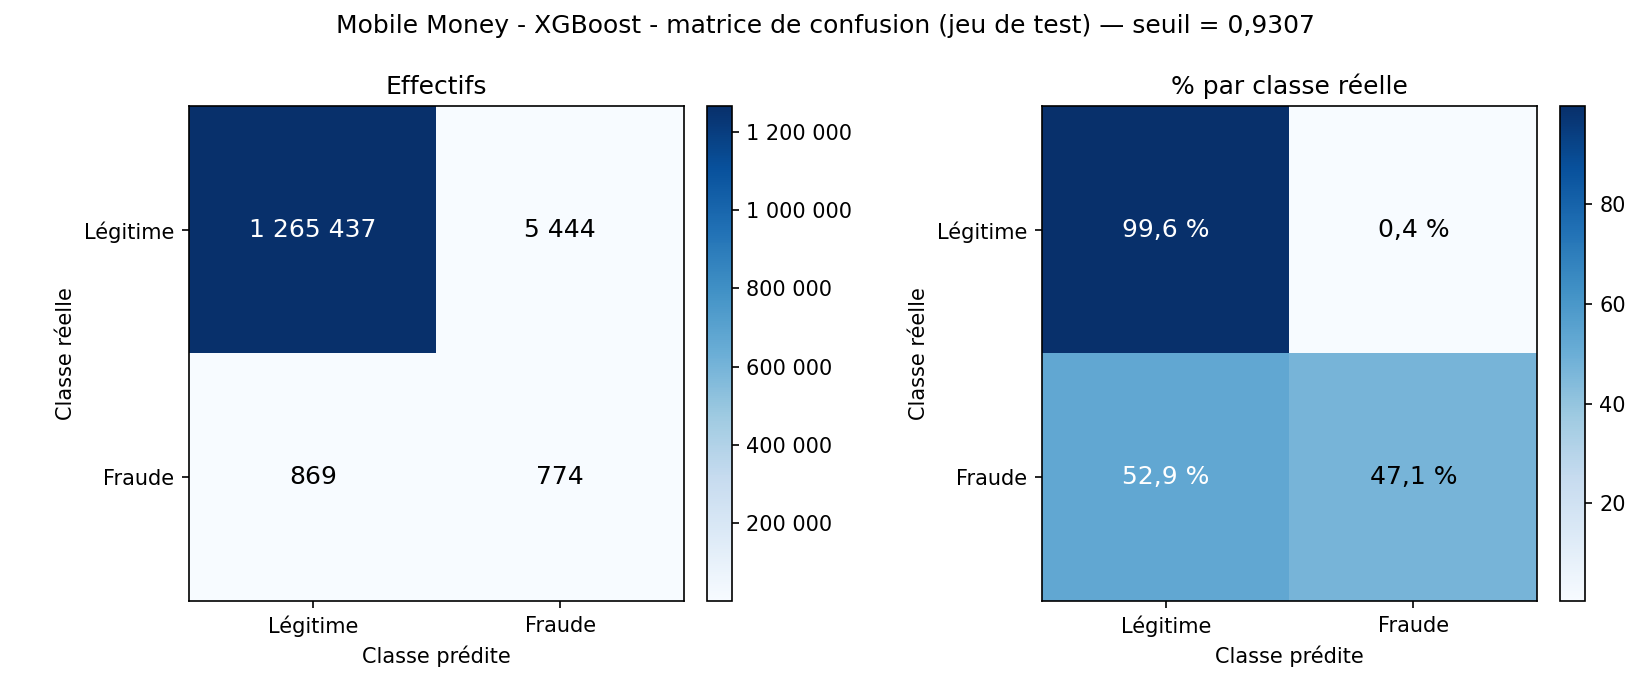 Mobile Money - XGBoost - matrice de confusion (jeu de test) — seuil = 0,9307
Effectifs
% par classe réelle
Classe réelle
Légitime
Fraude
1 265 437
5 444
869
774
Légitime
Fraude
Classe prédite
1 200 000
1 000 000
800 000
600 000
400 000
200 000
Classe réelle
Légitime
Fraude
99,6 %
0,4 %
52,9 %
47,1 %
Légitime
Fraude
Classe prédite
80
60
40
20